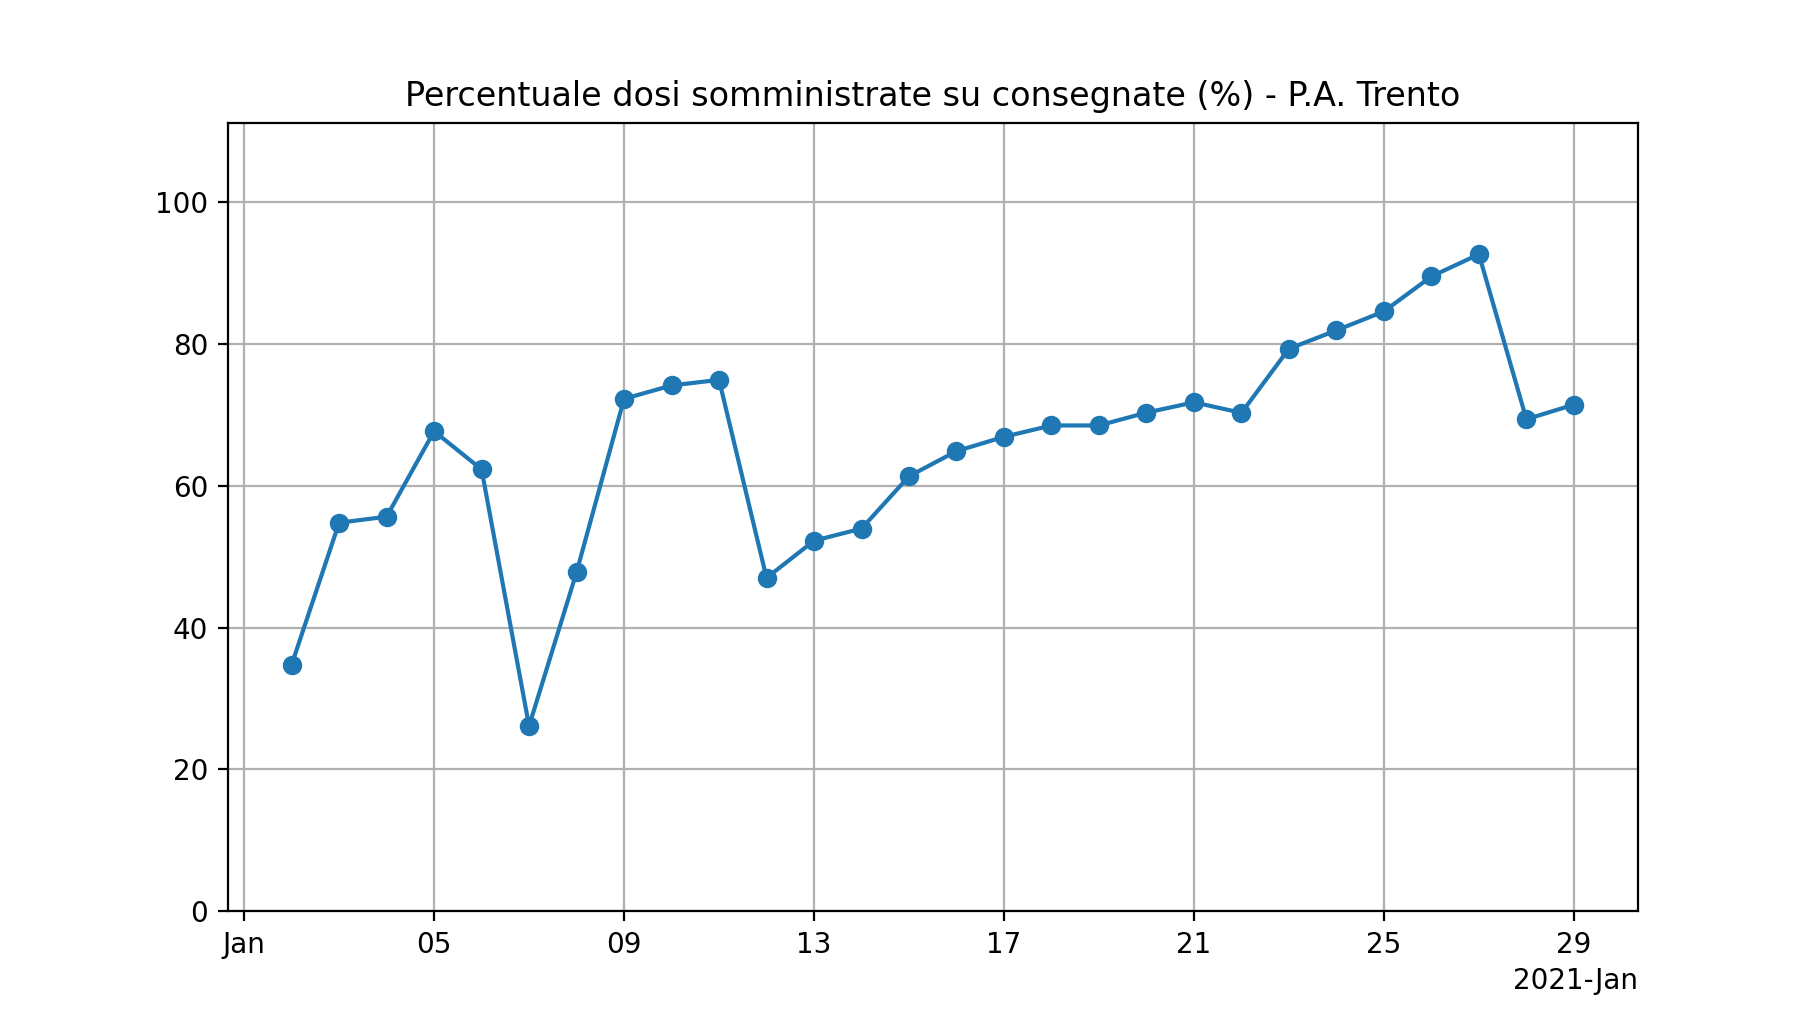 Percentuale dosi somministrate su consegnate (%) - P.A. Trento
100
80
60
40
20
0
Jan 05 09 13 17 21 25 29
2021-Jan